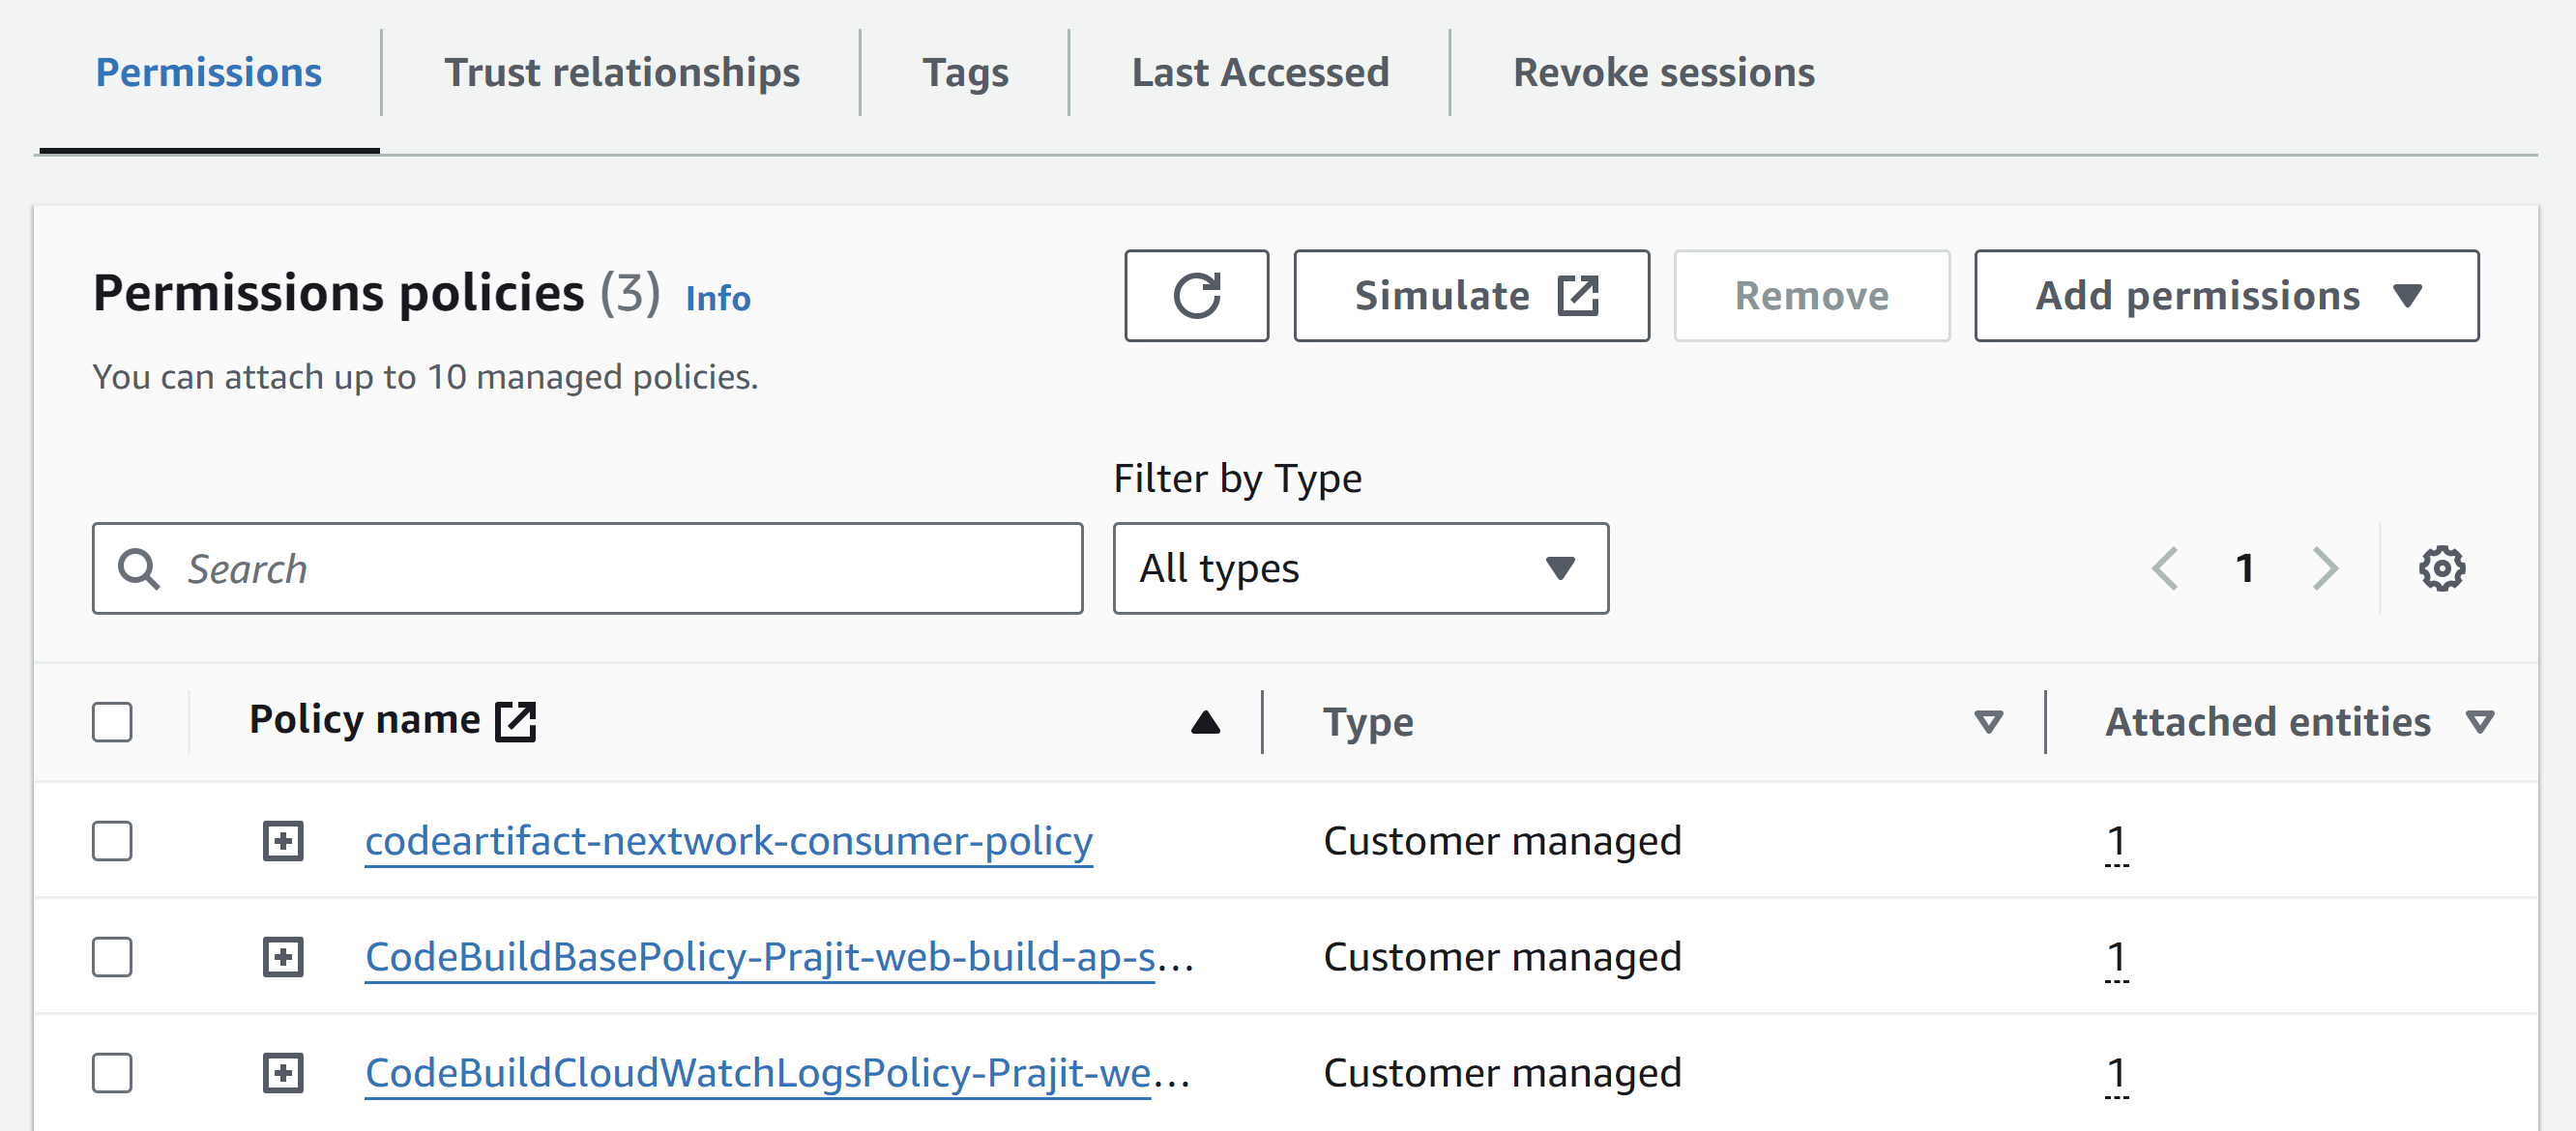 Permissions Trust relationships Tags Last Accessed Revoke sessions
Permissions policies (3) Info Simulate Remove Add permissions
You can attach up to 10 managed policies.
Filter by Type
Search All types 1
Policy name Type Attached entities
codeartifact-nextwork-consumer-policy Customer managed 1
CodeBuildBasePolicy-Prajit-web-build-ap-s... Customer managed 1
CodeBuildCloudWatchLogsPolicy-Prajit-we... Customer managed 1